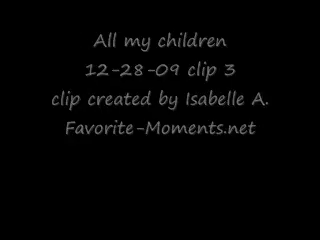 All my children
12-28-09 clip 3
clip created by Isabelle A.
Favorite-Moments.net